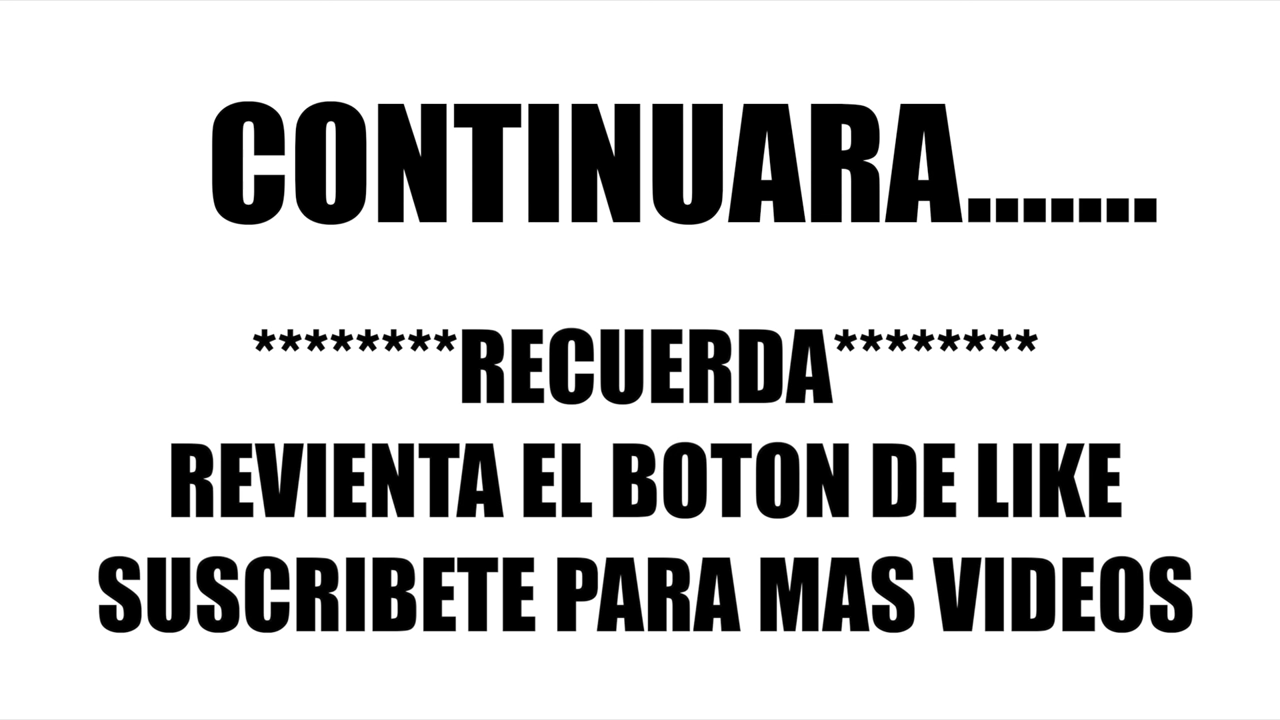 CONTINUARA.......
********RECUERDA********
REVIENTA EL BOTON DE LIKE
SUSCRIBETE PARA MAS VIDEOS